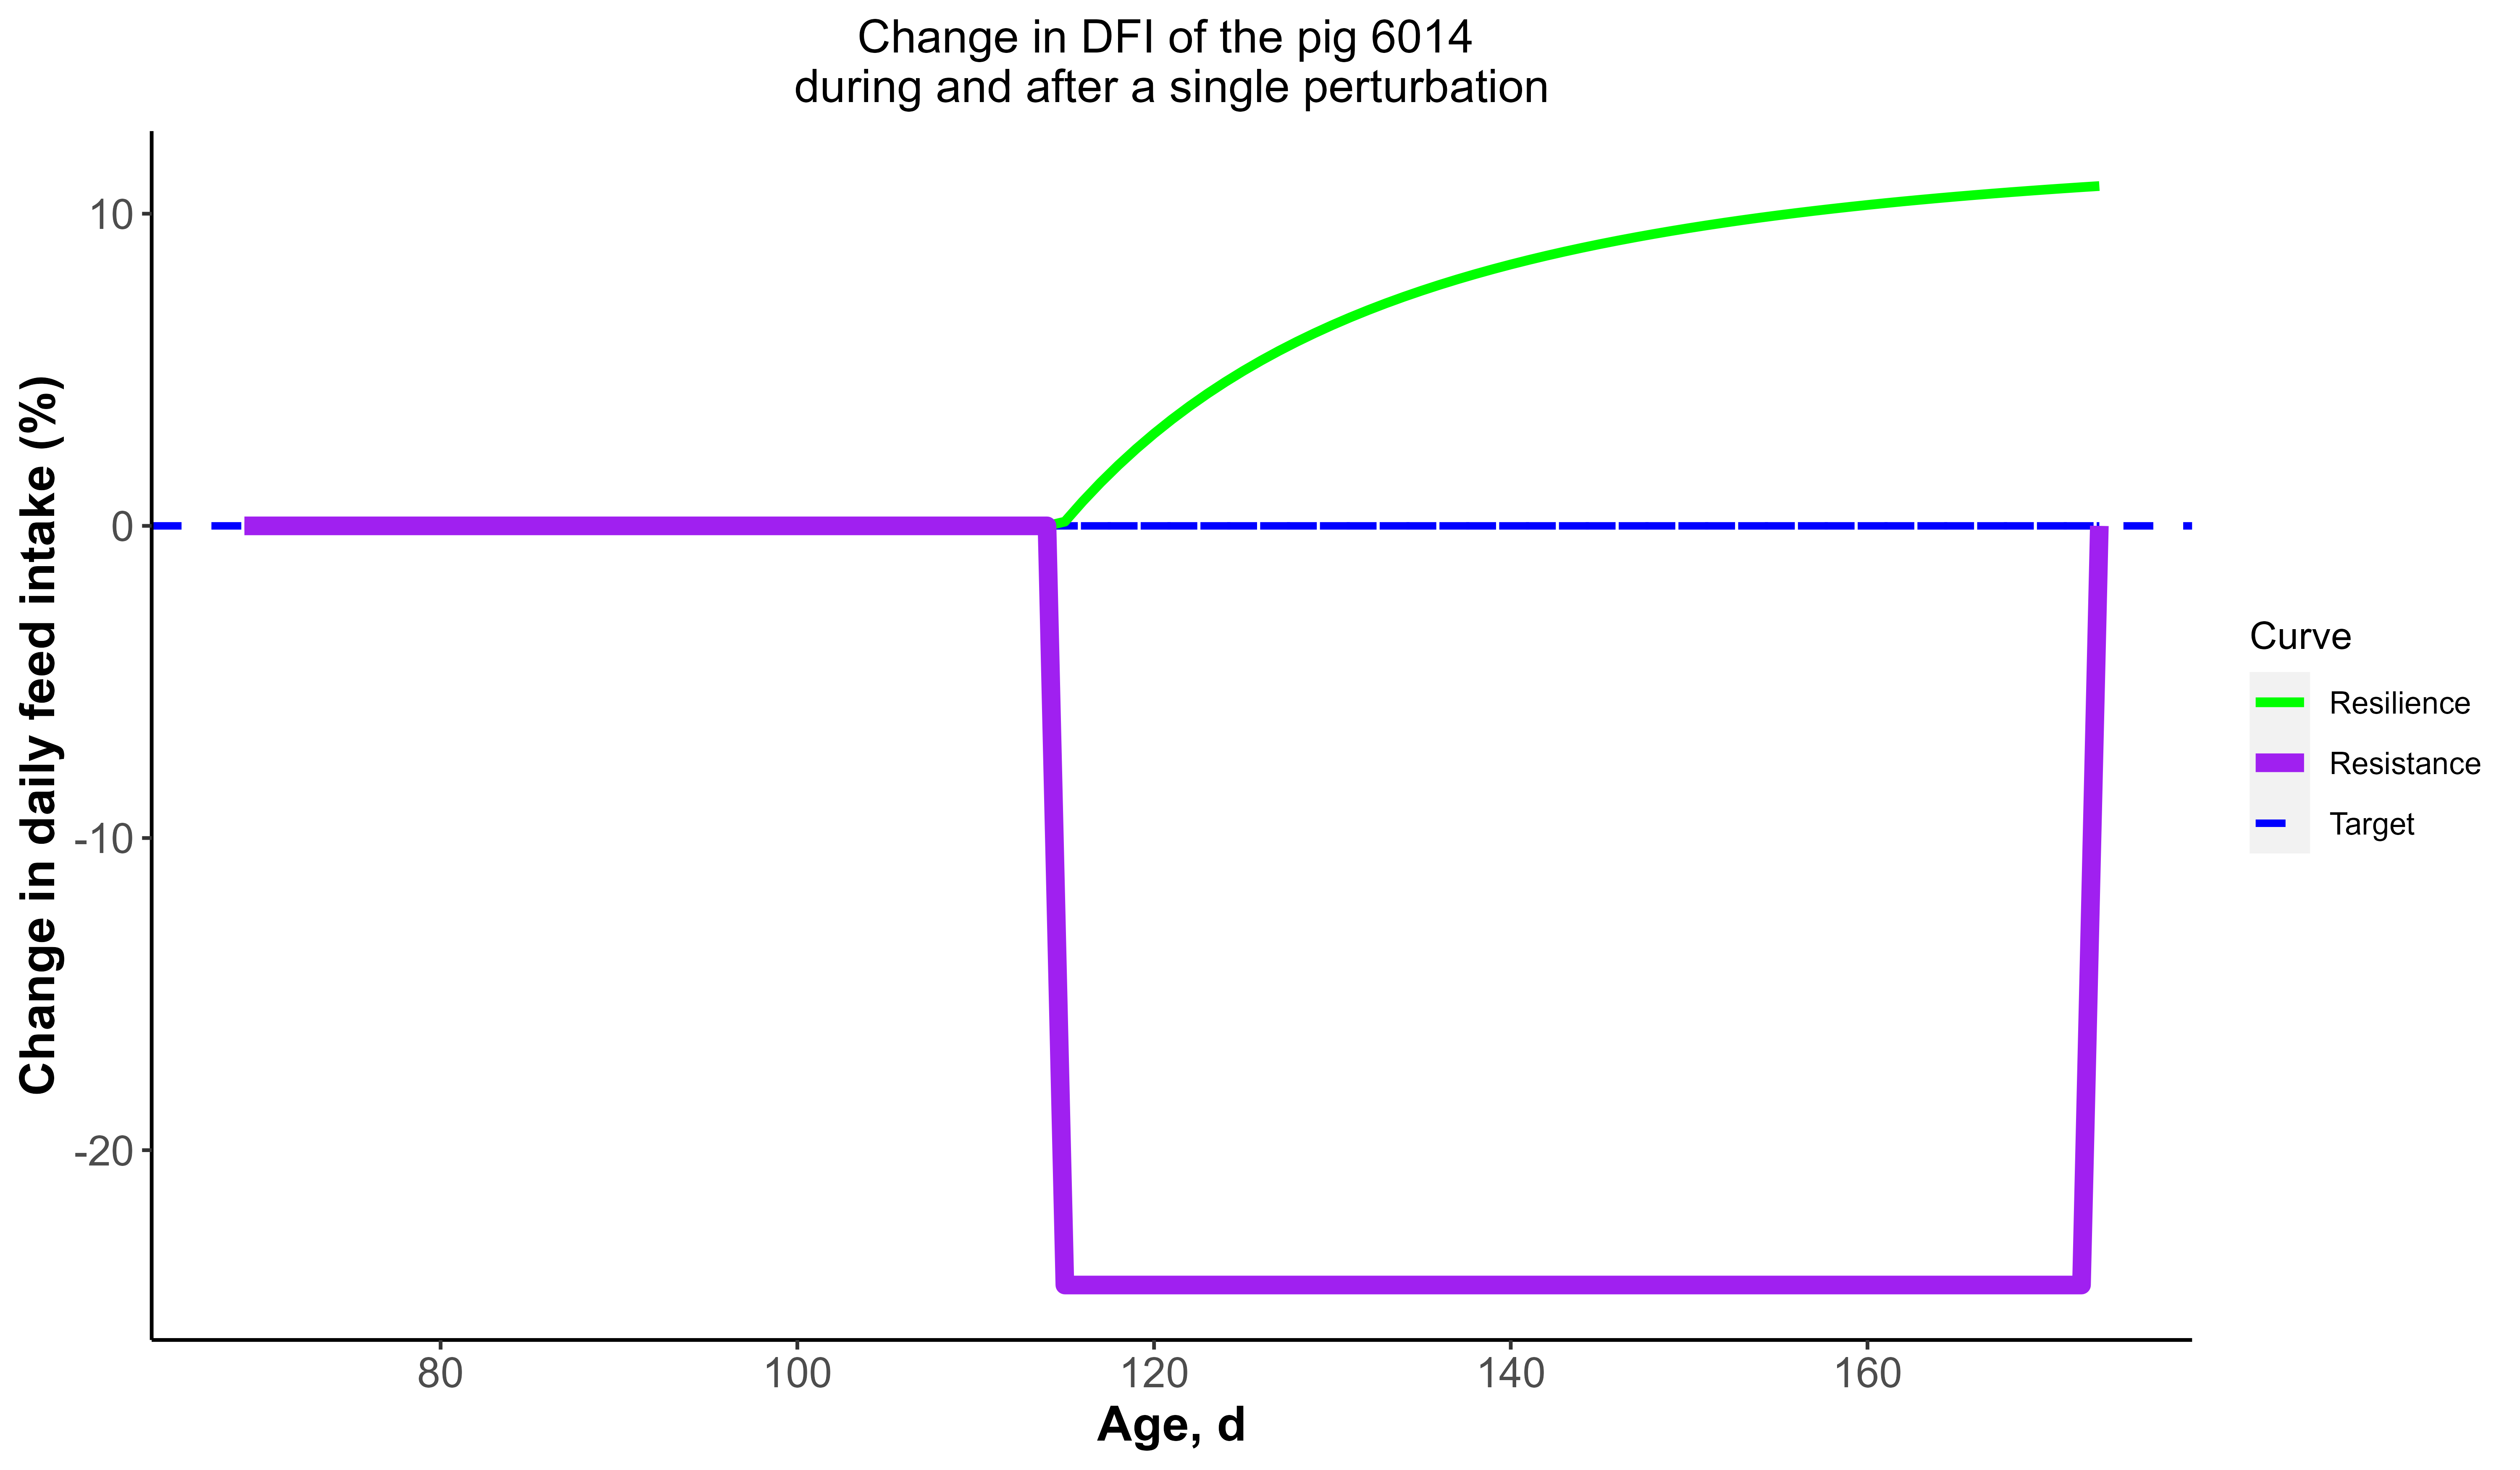 Change in DFI of the pig 6014
during and after a single perturbation
Change in daily feed intake (%)
10
0
-10
-20
80
100
120
140
160
Age, d
Curve
Resilience
Resistance
Target